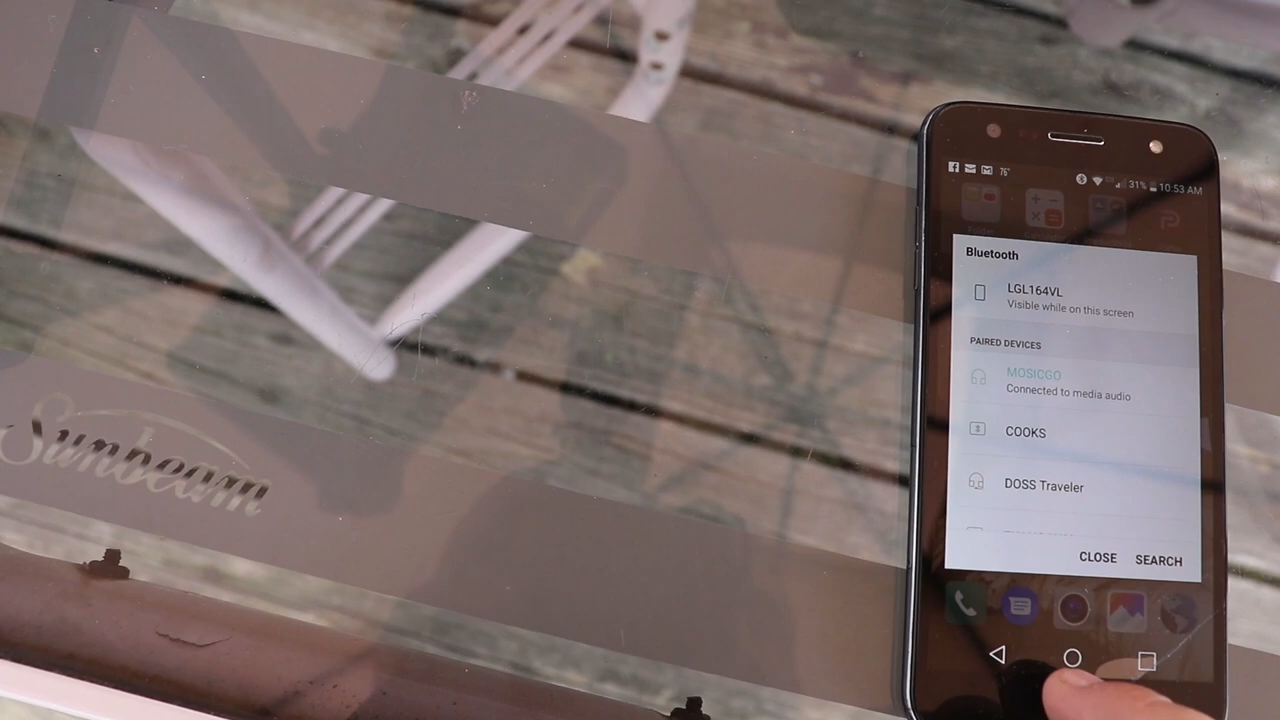 Sunbeam
76°
31% 10:53 AM
Bluetooth
LGL164VL
Visible while on this screen
PAIRED DEVICES
MOSICGO
Connected to media audio
COOKS
DOSS Traveler
CLOSE SEARCH